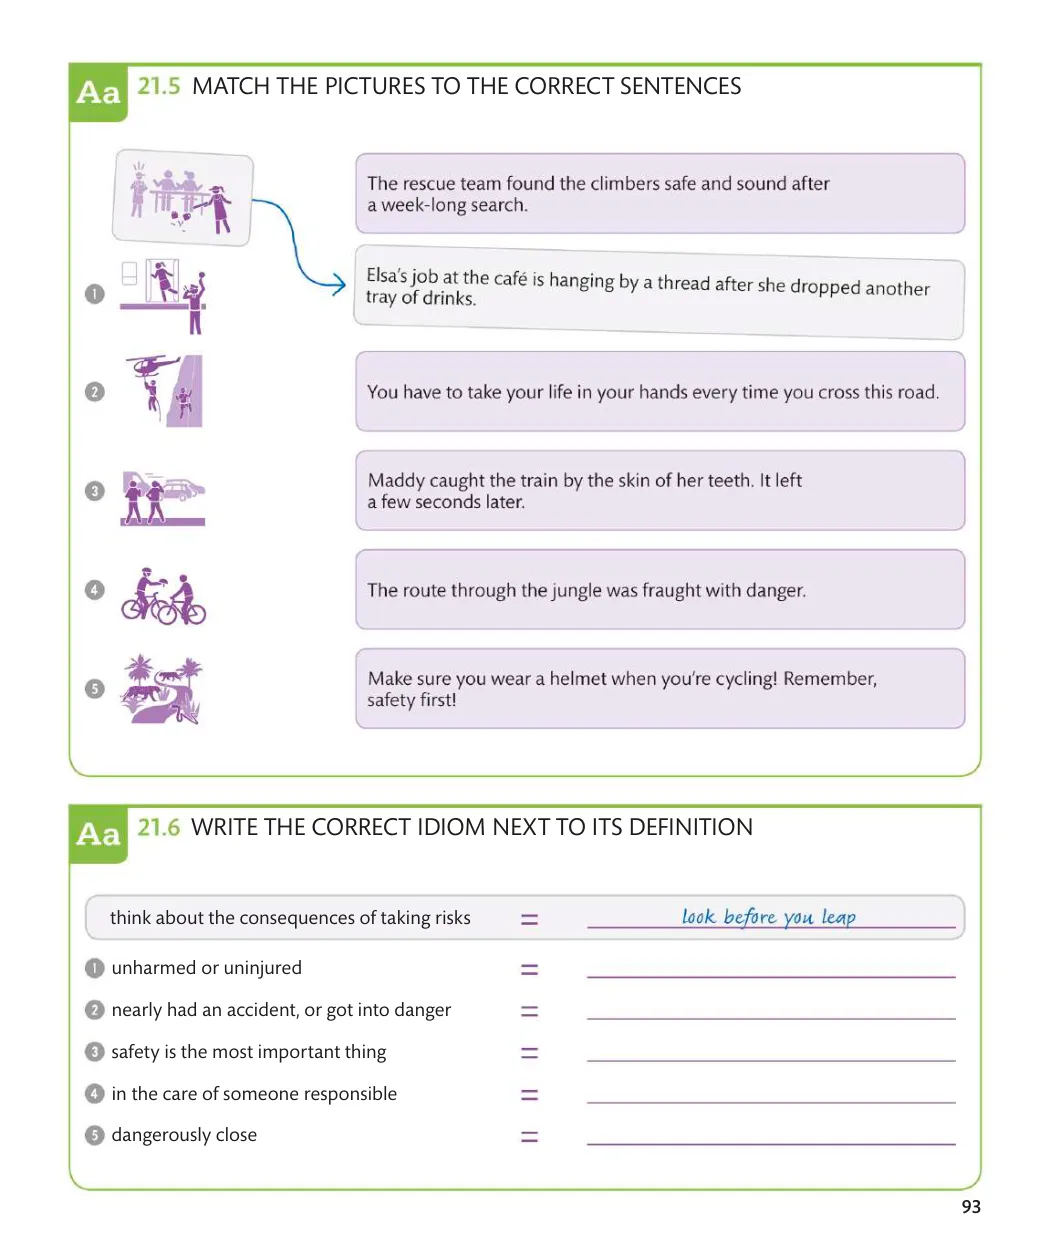 Aa 21.5 MATCH THE PICTURES TO THE CORRECT SENTENCES
The rescue team found the climbers safe and sound after
a week-long search.
Elsa's job at the café is hanging by a thread after she dropped another
tray of drinks.
1
2
You have to take your life in your hands every time you cross this road.
3
Maddy caught the train by the skin of her teeth. It left
a few seconds later.
4
The route through the jungle was fraught with danger.
5
Make sure you wear a helmet when you're cycling! Remember,
safety first!
Aa 21.6 WRITE THE CORRECT IDIOM NEXT TO ITS DEFINITION
think about the consequences of taking risks = look before you leap
1 unharmed or uninjured =
2 nearly had an accident, or got into danger =
3 safety is the most important thing =
4 in the care of someone responsible =
5 dangerously close =
93